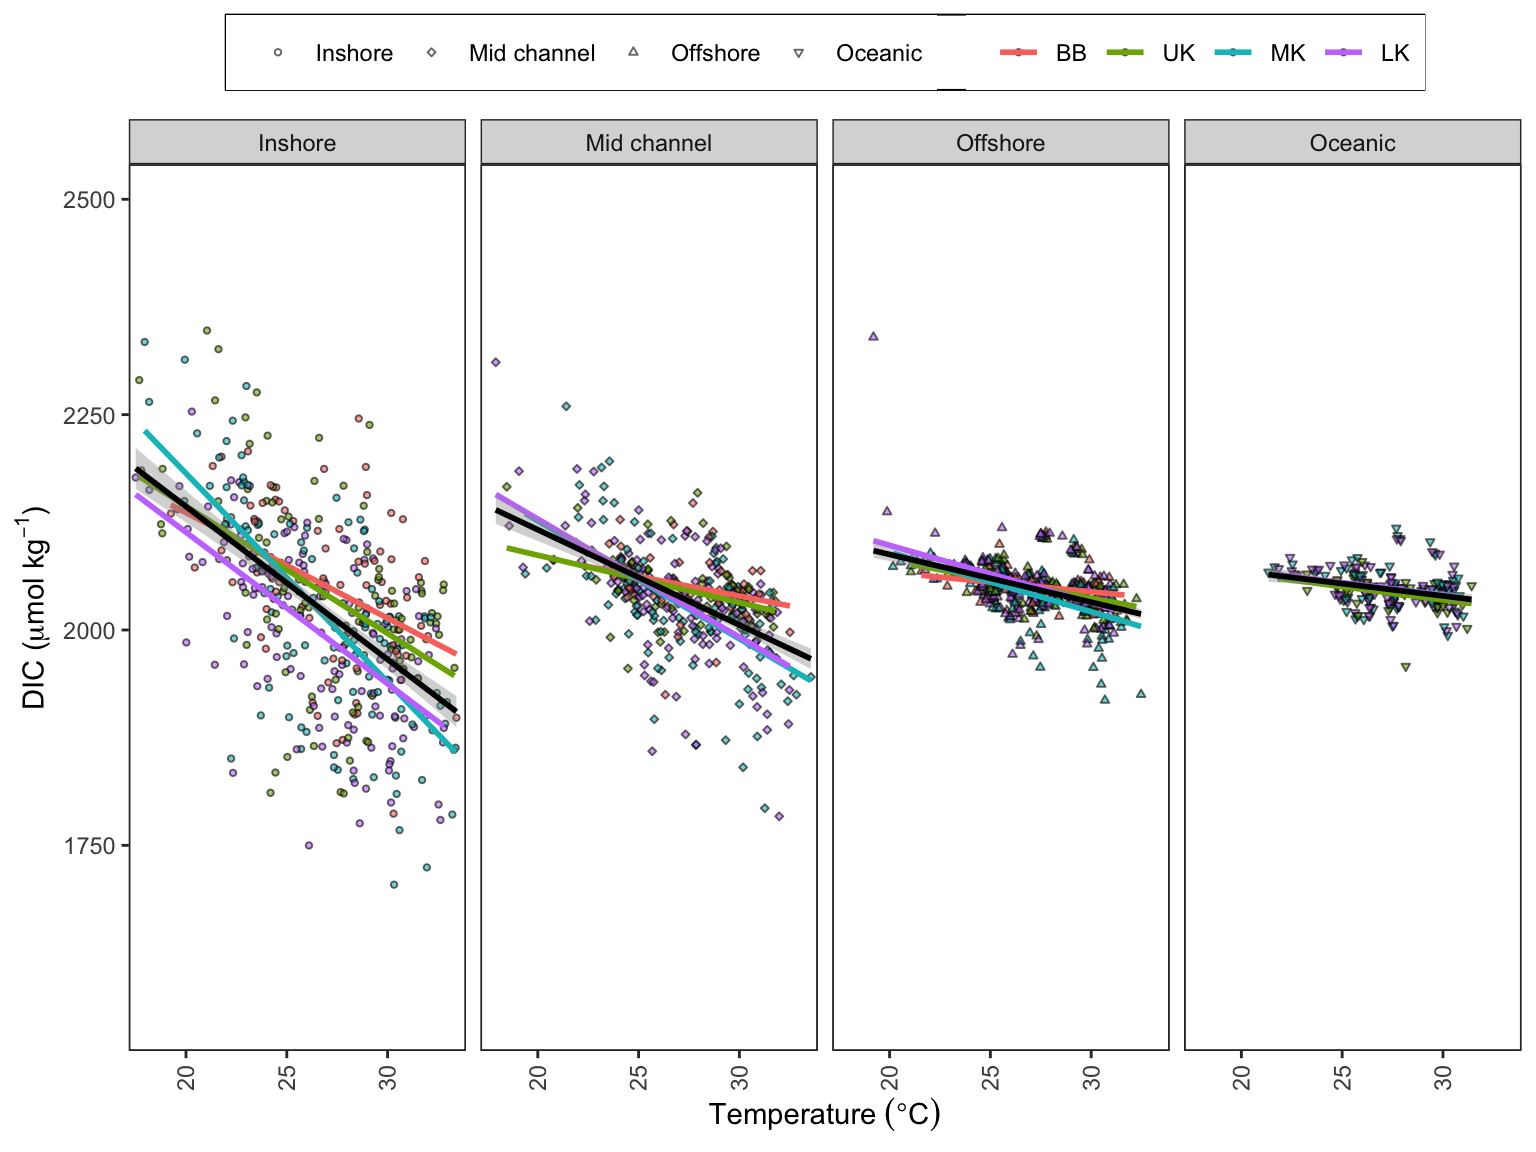 Inshore Mid channel Offshore Oceanic BB UK MK LK
Inshore Mid channel Offshore Oceanic
2500
2250
2000
1750
DIC (µmol kg⁻¹)
20 25 30 20 25 30 20 25 30 20 25 30
Temperature (°C)